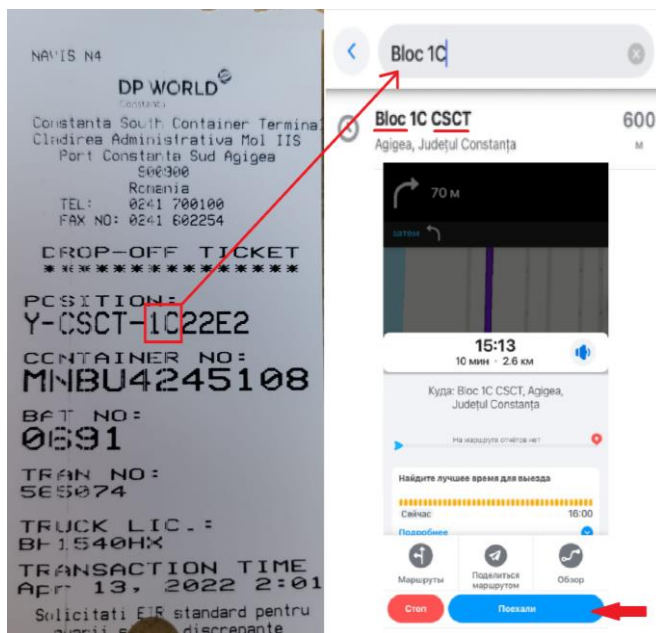 NAVIS N4
DP WORLD
Constanta
Constanta South Container Terminal
Cladirea Administrativa Mol IIS
Port Constanta Sud Agigea
900900
Romania
TEL: 0241 700100
FAX NO: 0241 602254
DROP-OFF TICKET
****************
POSITION:
Y-CSCT-1C22E2
CONTAINER NO:
MNBU4245108
BAT NO:
0691
TRAN NO:
565074
TRUCK LIC.:
BH1540HX
TRANSACTION TIME
Apr 13, 2022 2:01
Solicitati EIR standard pentru
discrepante
Bloc 1C
Bloc 1C CSCT
600
м
Agigea, Județul Constanța
70 м
затем
15:13
10 мин · 2.6 км
Куда: Bloc 1C CSCT, Agigea,
Județul Constanța
На маршруте отчётов нет
Найдите лучшее время для выезда
Сейчас
16:00
Подробнее
Маршруты
Поделиться
маршрутом
Обзор
Стоп
Поехали